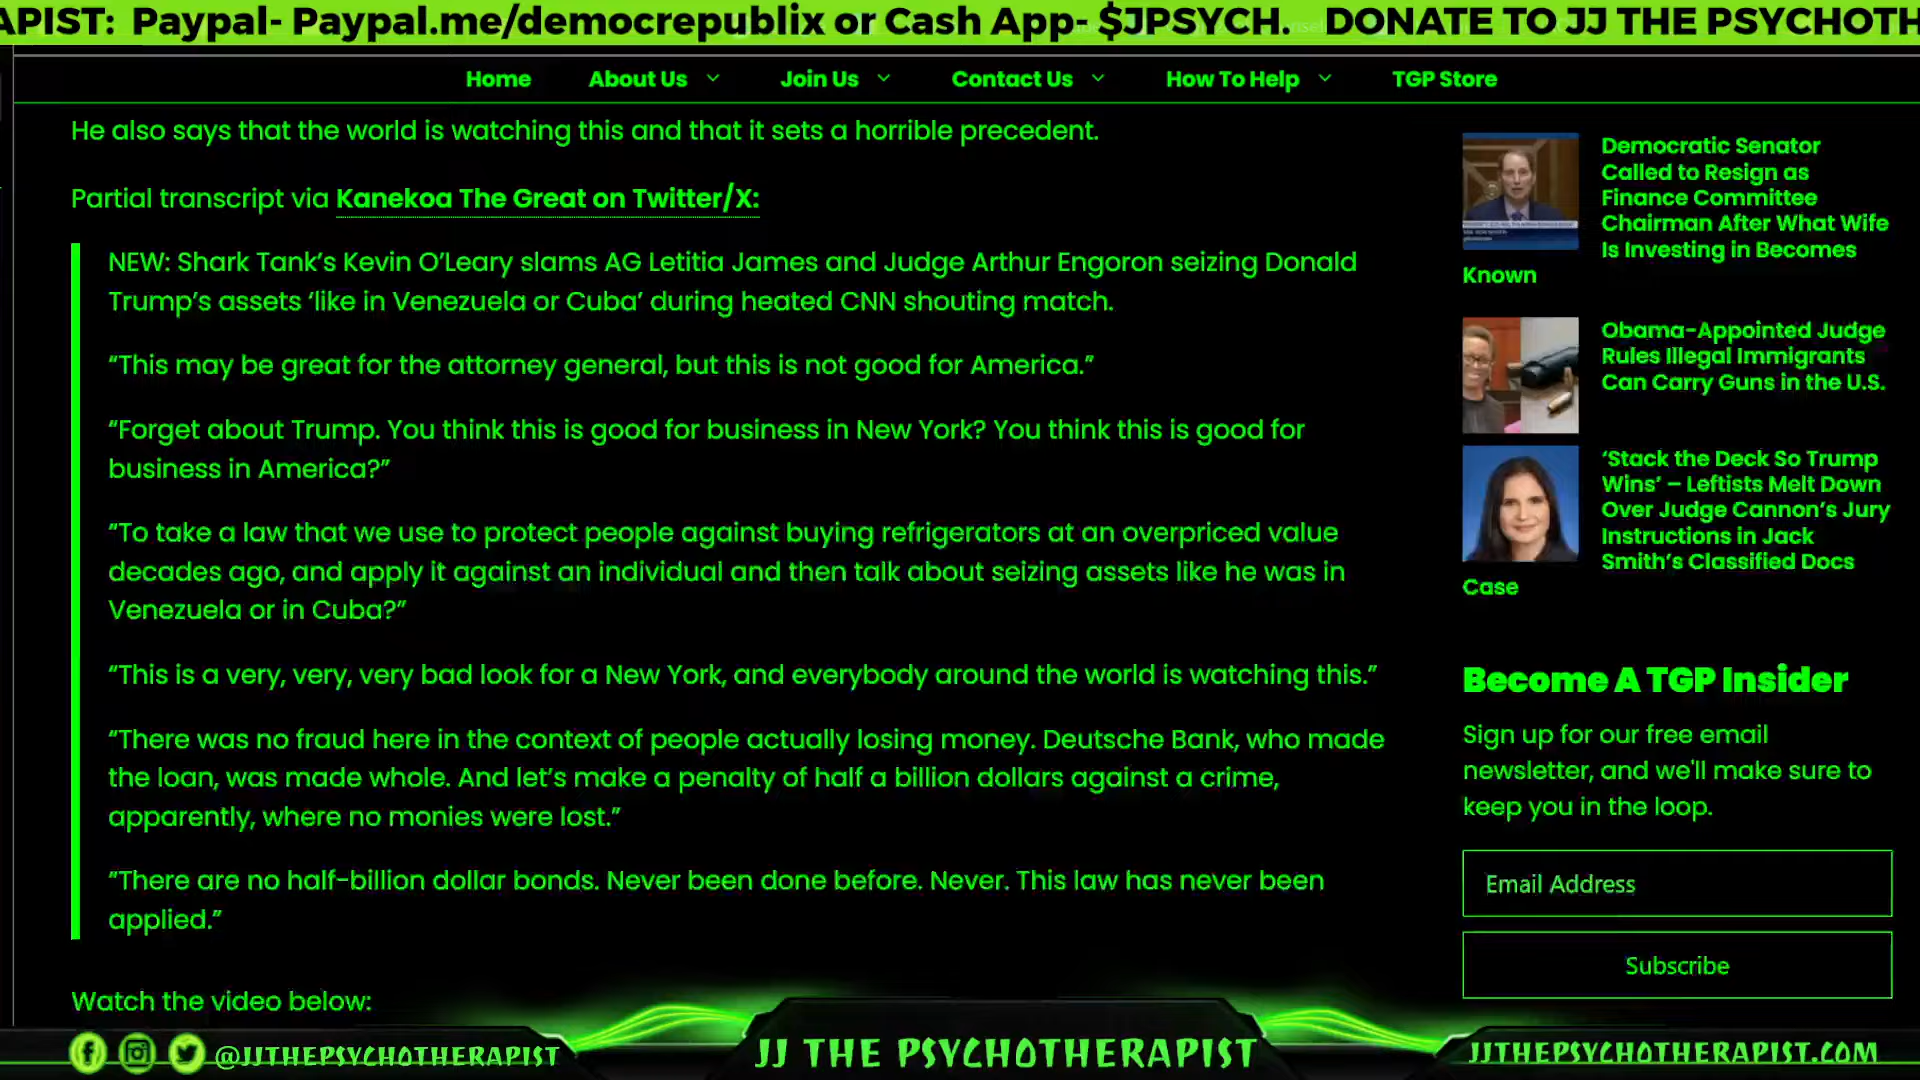 APIST: Paypal- Paypal.me/democrepublix or Cash App- $JPSYCH. DONATE TO JJ THE PSYCHOTH
Home About Us Join Us Contact Us How To Help TGP Store
He also says that the world is watching this and that it sets a horrible precedent.
Partial transcript via Kanekoa The Great on Twitter/X:
NEW: Shark Tank’s Kevin O’Leary slams AG Letitia James and Judge Arthur Engoron seizing Donald
Trump’s assets ‘like in Venezuela or Cuba’ during heated CNN shouting match.
“This may be great for the attorney general, but this is not good for America.”
“Forget about Trump. You think this is good for business in New York? You think this is good for
business in America?”
“To take a law that we use to protect people against buying refrigerators at an overpriced value
decades ago, and apply it against an individual and then talk about seizing assets like he was in
Venezuela or in Cuba?”
“This is a very, very, very bad look for a New York, and everybody around the world is watching this.”
“There was no fraud here in the context of people actually losing money. Deutsche Bank, who made
the loan, was made whole. And let’s make a penalty of half a billion dollars against a crime,
apparently, where no monies were lost.”
“There are no half-billion dollar bonds. Never been done before. Never. This law has never been
applied.”
Watch the video below:
Democratic Senator
Called to Resign as
Finance Committee
Chairman After What Wife
Is Investing in Becomes
Known
Obama-Appointed Judge
Rules Illegal Immigrants
Can Carry Guns in the U.S.
‘Stack the Deck So Trump
Wins’ – Leftists Melt Down
Over Judge Cannon’s Jury
Instructions in Jack
Smith’s Classified Docs
Case
Become A TGP Insider
Sign up for our free email
newsletter, and we'll make sure to
keep you in the loop.
Email Address
Subscribe
@JJTHEPSYCHOTHERAPIST
JJ THE PSYCHOTHERAPIST
JJTHEPSYCHOTHERAPIST.COM